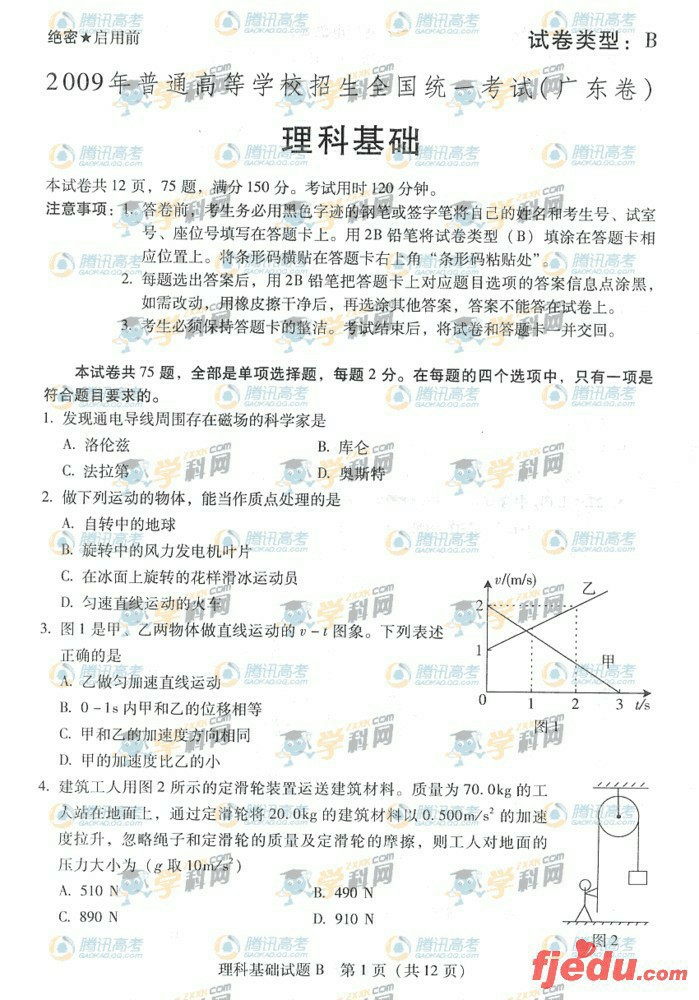 绝密★启用前
试卷类型：B
2009年普通高等学校招生全国统一考试(广东卷)
理科基础
本试卷共12页，75题，满分150分。考试用时120分钟。
注意事项：1. 答卷前，考生务必用黑色字迹的钢笔或签字笔将自己的姓名和考生号、试室
号、座位号填写在答题卡上。用2B铅笔将试卷类型（B）填涂在答题卡相
应位置上。将条形码横贴在答题卡右上角“条形码粘贴处”。
2. 每题选出答案后，用2B铅笔把答题卡上对应题目选项的答案信息点涂黑，
如需改动，用橡皮擦干净后，再选涂其他答案，答案不能答在试卷上。
3. 考生必须保持答题卡的整洁。考试结束后，将试卷和答题卡一并交回。
本试卷共75题，全部是单项选择题，每题2分。在每题的四个选项中，只有一项是
符合题目要求的。
1. 发现通电导线周围存在磁场的科学家是
A. 洛伦兹 B. 库仑
C. 法拉第 D. 奥斯特
2. 做下列运动的物体，能当作质点处理的是
A. 自转中的地球
B. 旋转中的风力发电机叶片
C. 在冰面上旋转的花样滑冰运动员
D. 匀速直线运动的火车
3. 图1是甲、乙两物体做直线运动的v-t图象。下列表述
正确的是
A. 乙做匀加速直线运动
B. 0-1s内甲和乙的位移相等
C. 甲和乙的加速度方向相同
D. 甲的加速度比乙的小
v/(m/s)
乙
2
1
甲
0 1 2 3 t/s
图1
4. 建筑工人用图2所示的定滑轮装置运送建筑材料。质量为70.0kg的工
人站在地面上，通过定滑轮将20.0kg的建筑材料以0.500m/s²的加速
度拉升，忽略绳子和定滑轮的质量及定滑轮的摩擦，则工人对地面的
压力大小为（g取10m/s²）
A. 510 N B. 490 N
C. 890 N D. 910 N
图2
理科基础试题B 第1页（共12页）
fjedu.com
腾讯高考
GAOKAO.QQ.COM
学科网
ZXXK.COM